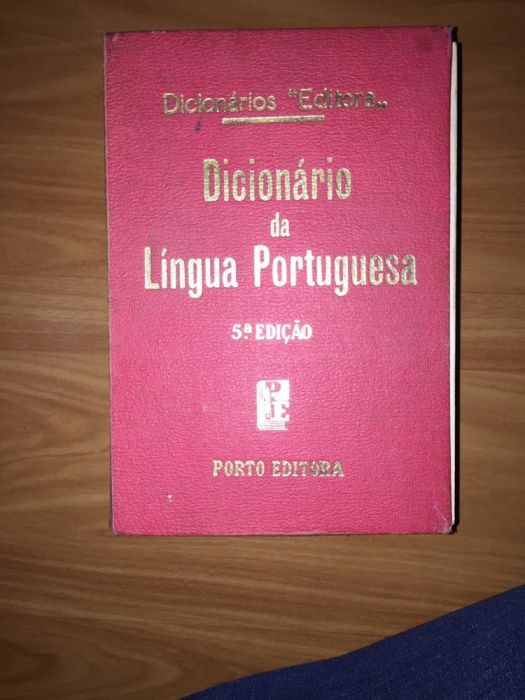 Dicionários "Editora„
Dicionário
da
Língua Portuguesa
5.ª EDIÇÃO
PE
PORTO EDITORA